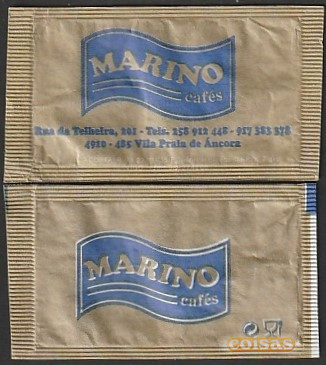 MARINO
cafés
Rua da Telheira, 201 - Tels. 258 912 448 - 917 383 378
4910 - 485 Vila Praia de Âncora
MARINO
cafés
coisas